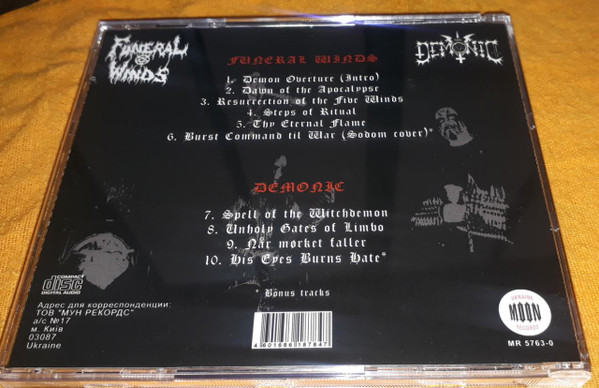 FUNERAL WINDS
DEMONIC
FUNERAL WINDS
1. Demon Overture (Intro)
2. Dawn of the Apocalypse
3. Resurrection of the Five Winds
4. Steps of Ritual
5. Thy Eternal Flame
6. Burst Command til War (Sodom cover)*
DEMONIC
7. Spell of the Witchdemon
8. Unholy Gates of Limbo
9. Når mørket faller
10. His Eyes Burns Hate*
* Bonus tracks
COMPACT
disc
DIGITAL AUDIO
Адрес для корреспонденции:
ТОВ "МУН РЕКОРДС"
а/с №17
м. Київ
03087
Ukraine
4601686187847
UKRAINE
MOON
RECORDS
MR 5763-0